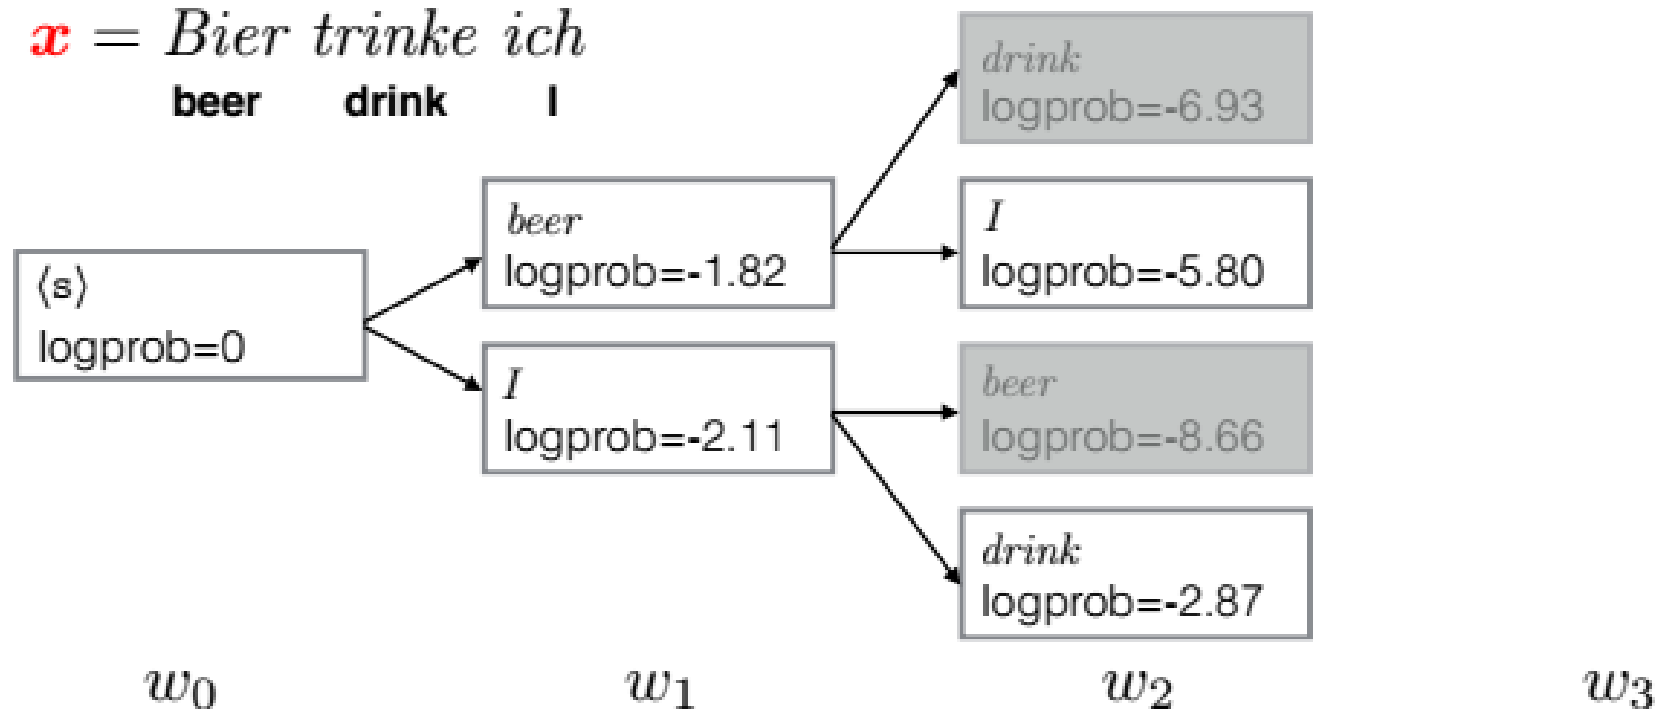 x = Bier trinke ich
beer drink I
⟨s⟩
logprob=0
beer
logprob=-1.82
I
logprob=-2.11
drink
logprob=-6.93
I
logprob=-5.80
beer
logprob=-8.66
drink
logprob=-2.87
w₀ w₁ w₂ w₃